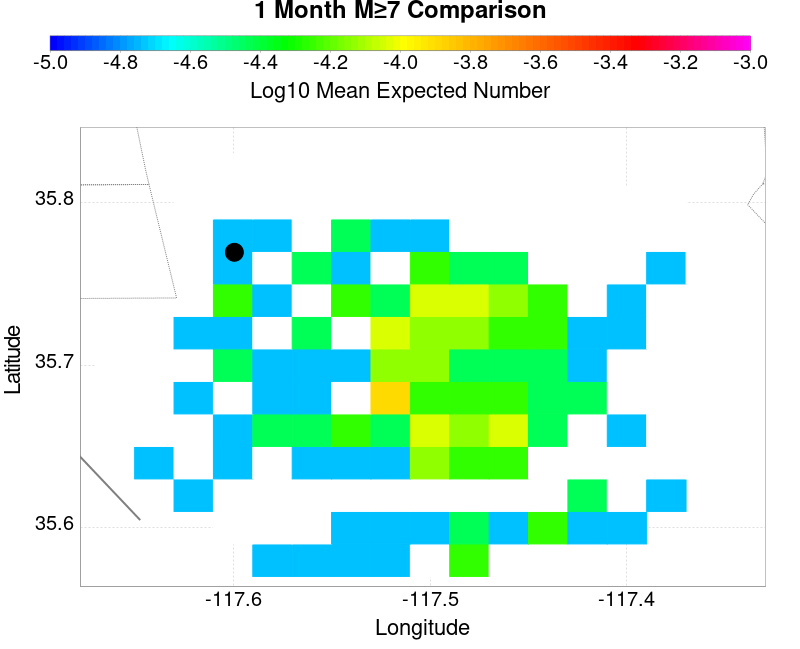 1 Month M≥7 Comparison
-5.0 -4.8 -4.6 -4.4 -4.2 -4.0 -3.8 -3.6 -3.4 -3.2 -3.0
Log10 Mean Expected Number
35.8
35.7
35.6
Latitude
-117.6 -117.5 -117.4
Longitude